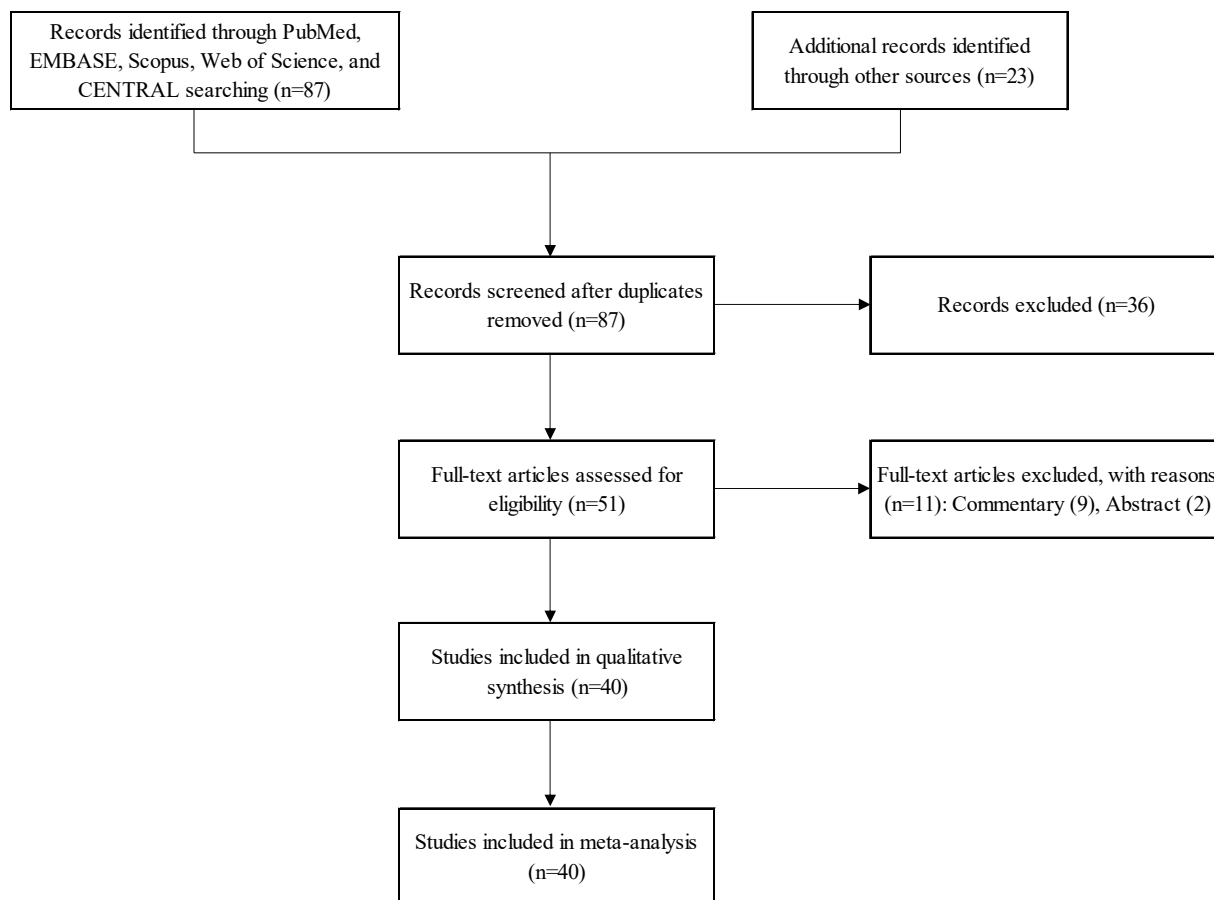 Records identified through PubMed,
EMBASE, Scopus, Web of Science, and
CENTRAL searching (n=87)
Additional records identified
through other sources (n=23)
Records screened after duplicates
removed (n=87)
Records excluded (n=36)
Full-text articles assessed for
eligibility (n=51)
Full-text articles excluded, with reasons
(n=11): Commentary (9), Abstract (2)
Studies included in qualitative
synthesis (n=40)
Studies included in meta-analysis
(n=40)